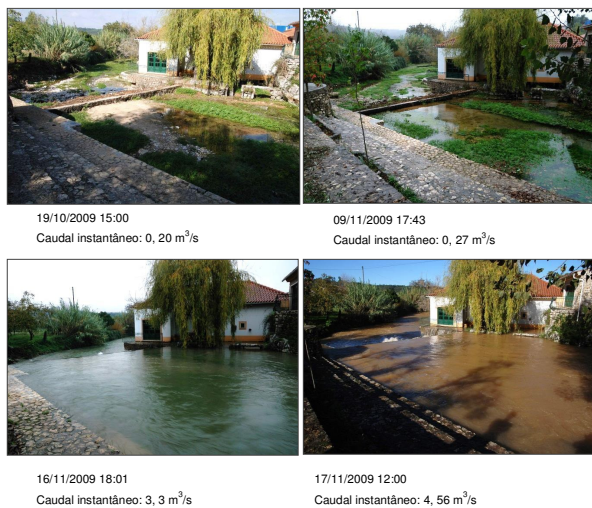 19/10/2009 15:00
Caudal instantâneo: 0, 20 m³/s
09/11/2009 17:43
Caudal instantâneo: 0, 27 m³/s
16/11/2009 18:01
Caudal instantâneo: 3, 3 m³/s
17/11/2009 12:00
Caudal instantâneo: 4, 56 m³/s